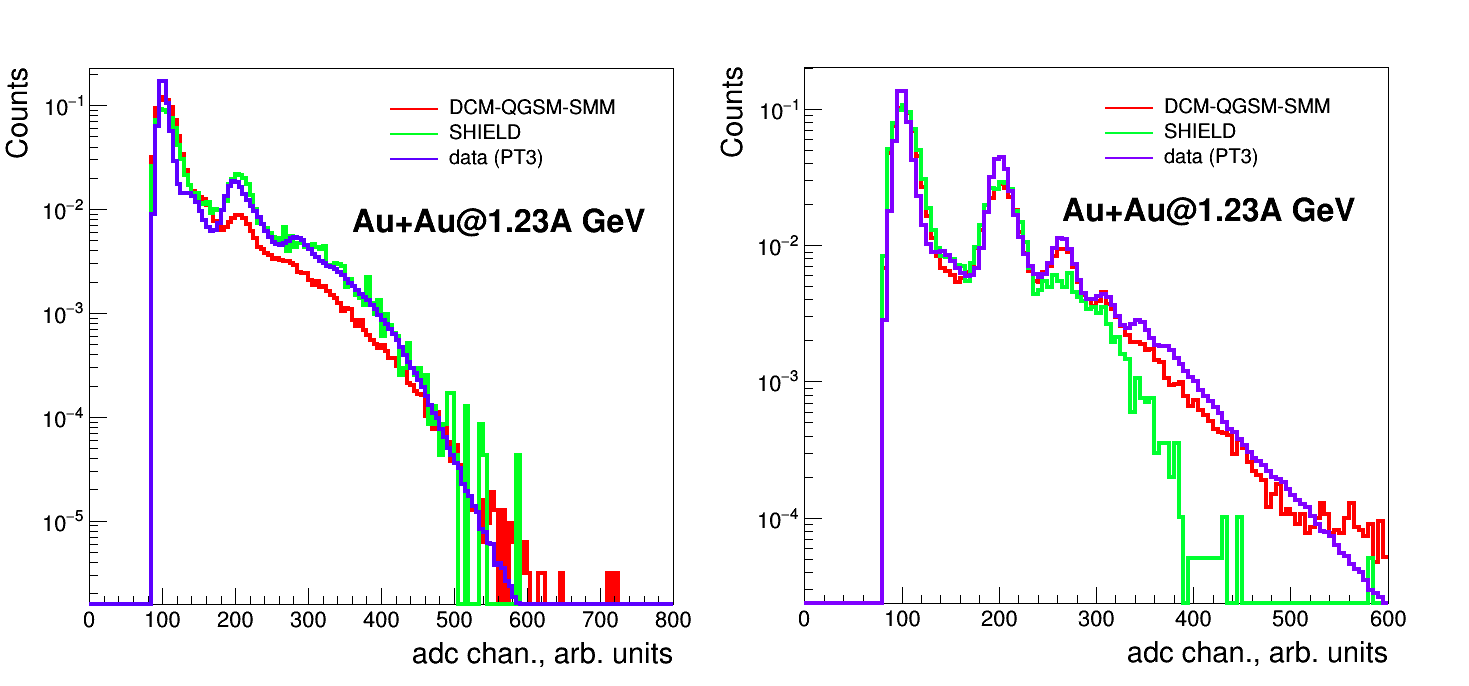 Counts
10⁻¹
10⁻²
10⁻³
10⁻⁴
10⁻⁵
DCM-QGSM-SMM
SHIELD
data (PT3)
Au+Au@1.23A GeV
0 100 200 300 400 500 600 700 800
adc chan., arb. units
Counts
10⁻¹
10⁻²
10⁻³
10⁻⁴
DCM-QGSM-SMM
SHIELD
data (PT3)
Au+Au@1.23A GeV
0 100 200 300 400 500 600
adc chan., arb. units